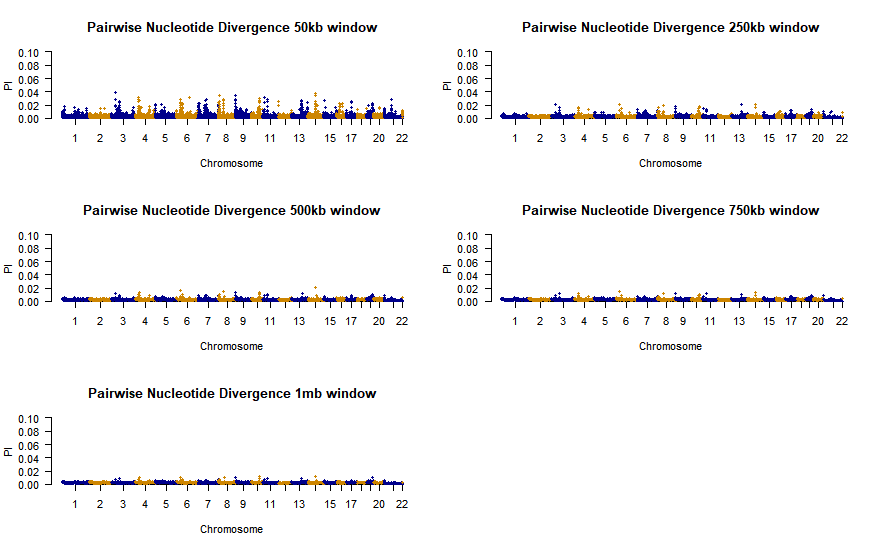 Pairwise Nucleotide Divergence 50kb window
0.10
0.08
0.06
0.04
0.02
0.00
PI
1 2 3 4 5 6 7 8 9 11 13 15 17 20 22
Chromosome
Pairwise Nucleotide Divergence 250kb window
0.10
0.08
0.06
0.04
0.02
0.00
PI
1 2 3 4 5 6 7 8 9 11 13 15 17 20 22
Chromosome
Pairwise Nucleotide Divergence 500kb window
0.10
0.08
0.06
0.04
0.02
0.00
PI
1 2 3 4 5 6 7 8 9 11 13 15 17 20 22
Chromosome
Pairwise Nucleotide Divergence 750kb window
0.10
0.08
0.06
0.04
0.02
0.00
PI
1 2 3 4 5 6 7 8 9 11 13 15 17 20 22
Chromosome
Pairwise Nucleotide Divergence 1mb window
0.10
0.08
0.06
0.04
0.02
0.00
PI
1 2 3 4 5 6 7 8 9 11 13 15 17 20 22
Chromosome